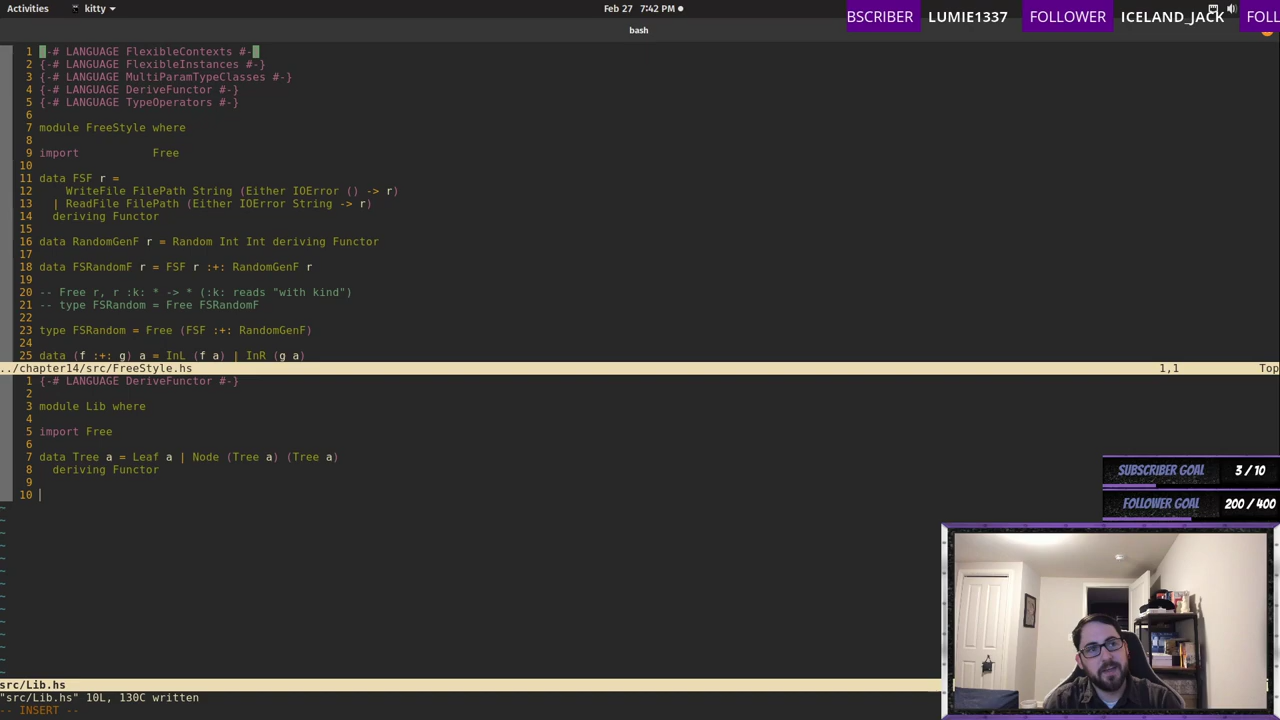 Activities kitty Feb 27 7:42 PM
BSCRIBER LUMIE1337 FOLLOWER ICELAND_JACK FOLL
bash
1 -# LANGUAGE FlexibleContexts #-
2 {-# LANGUAGE FlexibleInstances #-}
3 {-# LANGUAGE MultiParamTypeClasses #-}
4 {-# LANGUAGE DeriveFunctor #-}
5 {-# LANGUAGE TypeOperators #-}
6
7 module FreeStyle where
8
9 import Free
10
11 data FSF r =
12 WriteFile FilePath String (Either IOError () -> r)
13 | ReadFile FilePath (Either IOError String -> r)
14 deriving Functor
15
16 data RandomGenF r = Random Int Int deriving Functor
17
18 data FSRandomF r = FSF r :+: RandomGenF r
19
20 -- Free r, r :k: * -> * (:k: reads "with kind")
21 -- type FSRandom = Free FSRandomF
22
23 type FSRandom = Free (FSF :+: RandomGenF)
24
25 data (f :+: g) a = InL (f a) | InR (g a)
../chapter14/src/FreeStyle.hs 1,1 Top
1 {-# LANGUAGE DeriveFunctor #-}
2
3 module Lib where
4
5 import Free
6
7 data Tree a = Leaf a | Node (Tree a) (Tree a)
8 deriving Functor
9
10
~
~
~
~
~
~
~
~
~
~
~
~
~
~
SUBSCRIBER GOAL 3 / 10
FOLLOWER GOAL 200 / 400
src/Lib.hs
"src/Lib.hs" 10L, 130C written
-- INSERT --